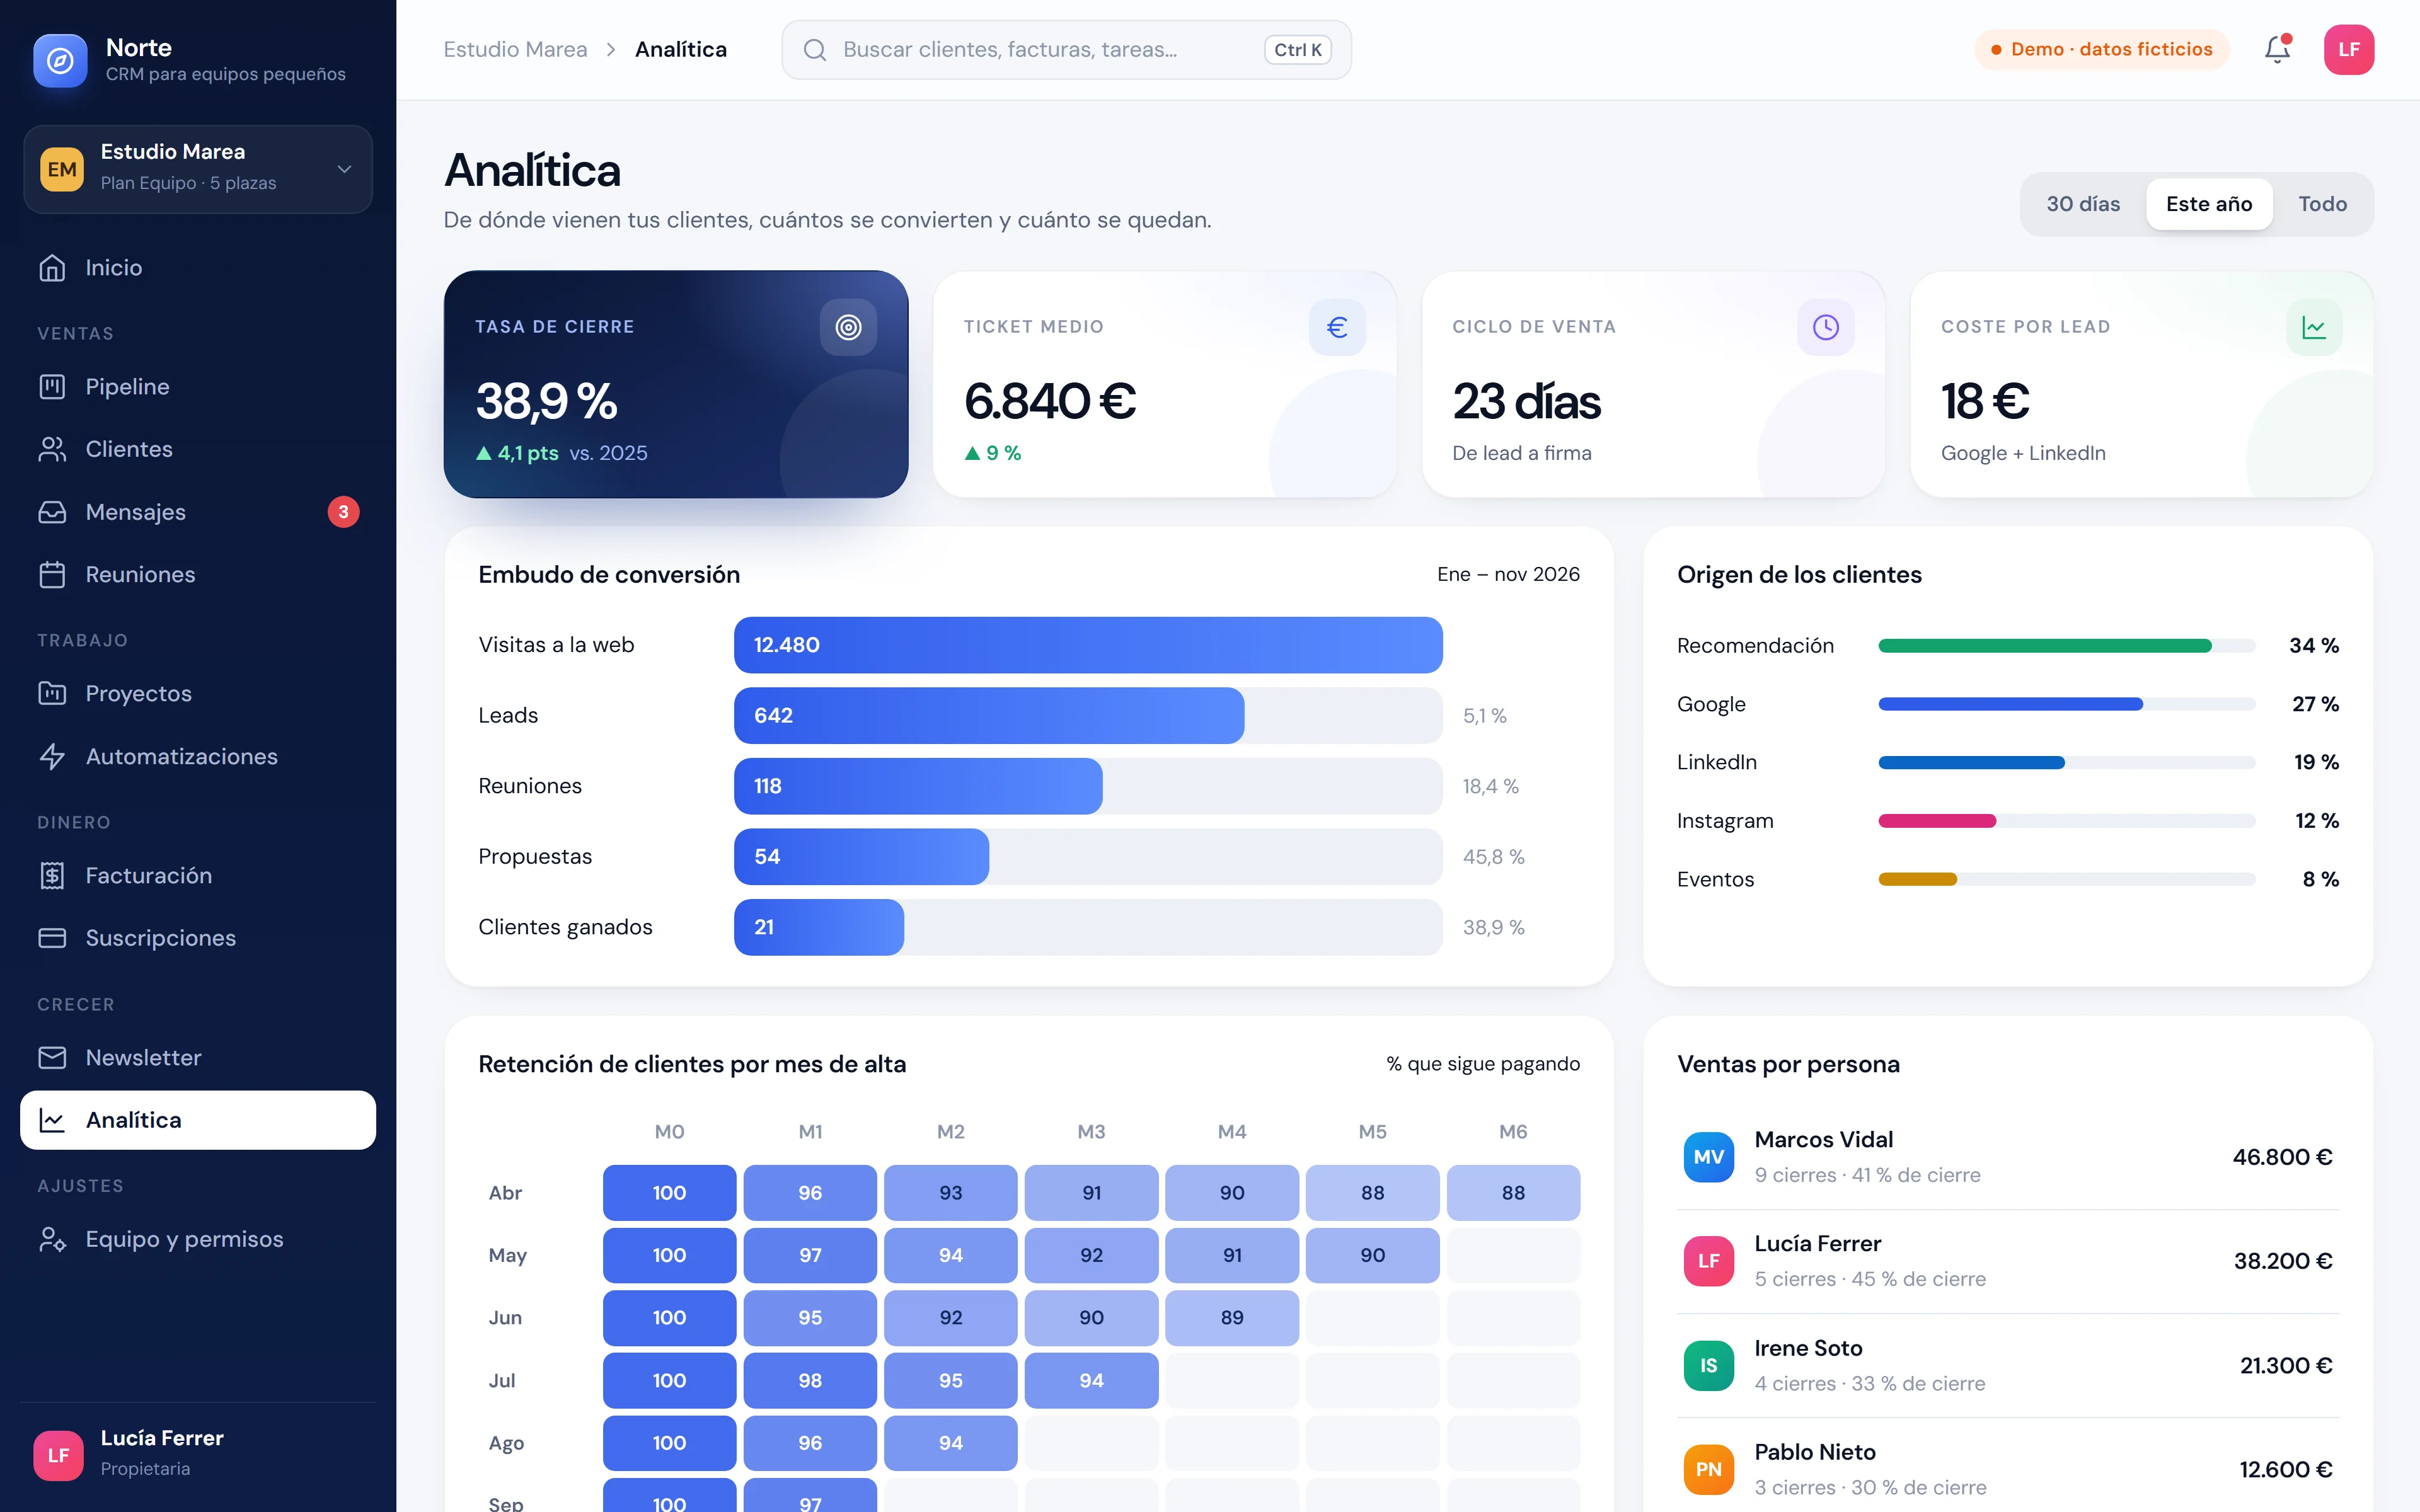 Norte
CRM para equipos pequeños
EM
Estudio Marea
Plan Equipo · 5 plazas
Inicio
VENTAS
Pipeline
Clientes
Mensajes 3
Reuniones
TRABAJO
Proyectos
Automatizaciones
DINERO
Facturación
Suscripciones
CRECER
Newsletter
Analítica
AJUSTES
Equipo y permisos
LF
Lucía Ferrer
Propietaria
Estudio Marea > Analítica
Buscar clientes, facturas, tareas... Ctrl K
Demo · datos ficticios
LF
Analítica
De dónde vienen tus clientes, cuántos se convierten y cuánto se quedan.
30 días Este año Todo
TASA DE CIERRE
38,9 %
▲ 4,1 pts vs. 2025
TICKET MEDIO
6.840 €
▲ 9 %
CICLO DE VENTA
23 días
De lead a firma
COSTE POR LEAD
18 €
Google + LinkedIn
Embudo de conversión Ene – nov 2026
Visitas a la web 12.480
Leads 642 5,1 %
Reuniones 118 18,4 %
Propuestas 54 45,8 %
Clientes ganados 21 38,9 %
Origen de los clientes
Recomendación 34 %
Google 27 %
LinkedIn 19 %
Instagram 12 %
Eventos 8 %
Retención de clientes por mes de alta % que sigue pagando
M0 M1 M2 M3 M4 M5 M6
Abr 100 96 93 91 90 88 88
May 100 97 94 92 91 90
Jun 100 95 92 90 89
Jul 100 98 95 94
Ago 100 96 94
Sep 100 97
Ventas por persona
MV
Marcos Vidal
9 cierres · 41 % de cierre
46.800 €
LF
Lucía Ferrer
5 cierres · 45 % de cierre
38.200 €
IS
Irene Soto
4 cierres · 33 % de cierre
21.300 €
PN
Pablo Nieto
3 cierres · 30 % de cierre
12.600 €